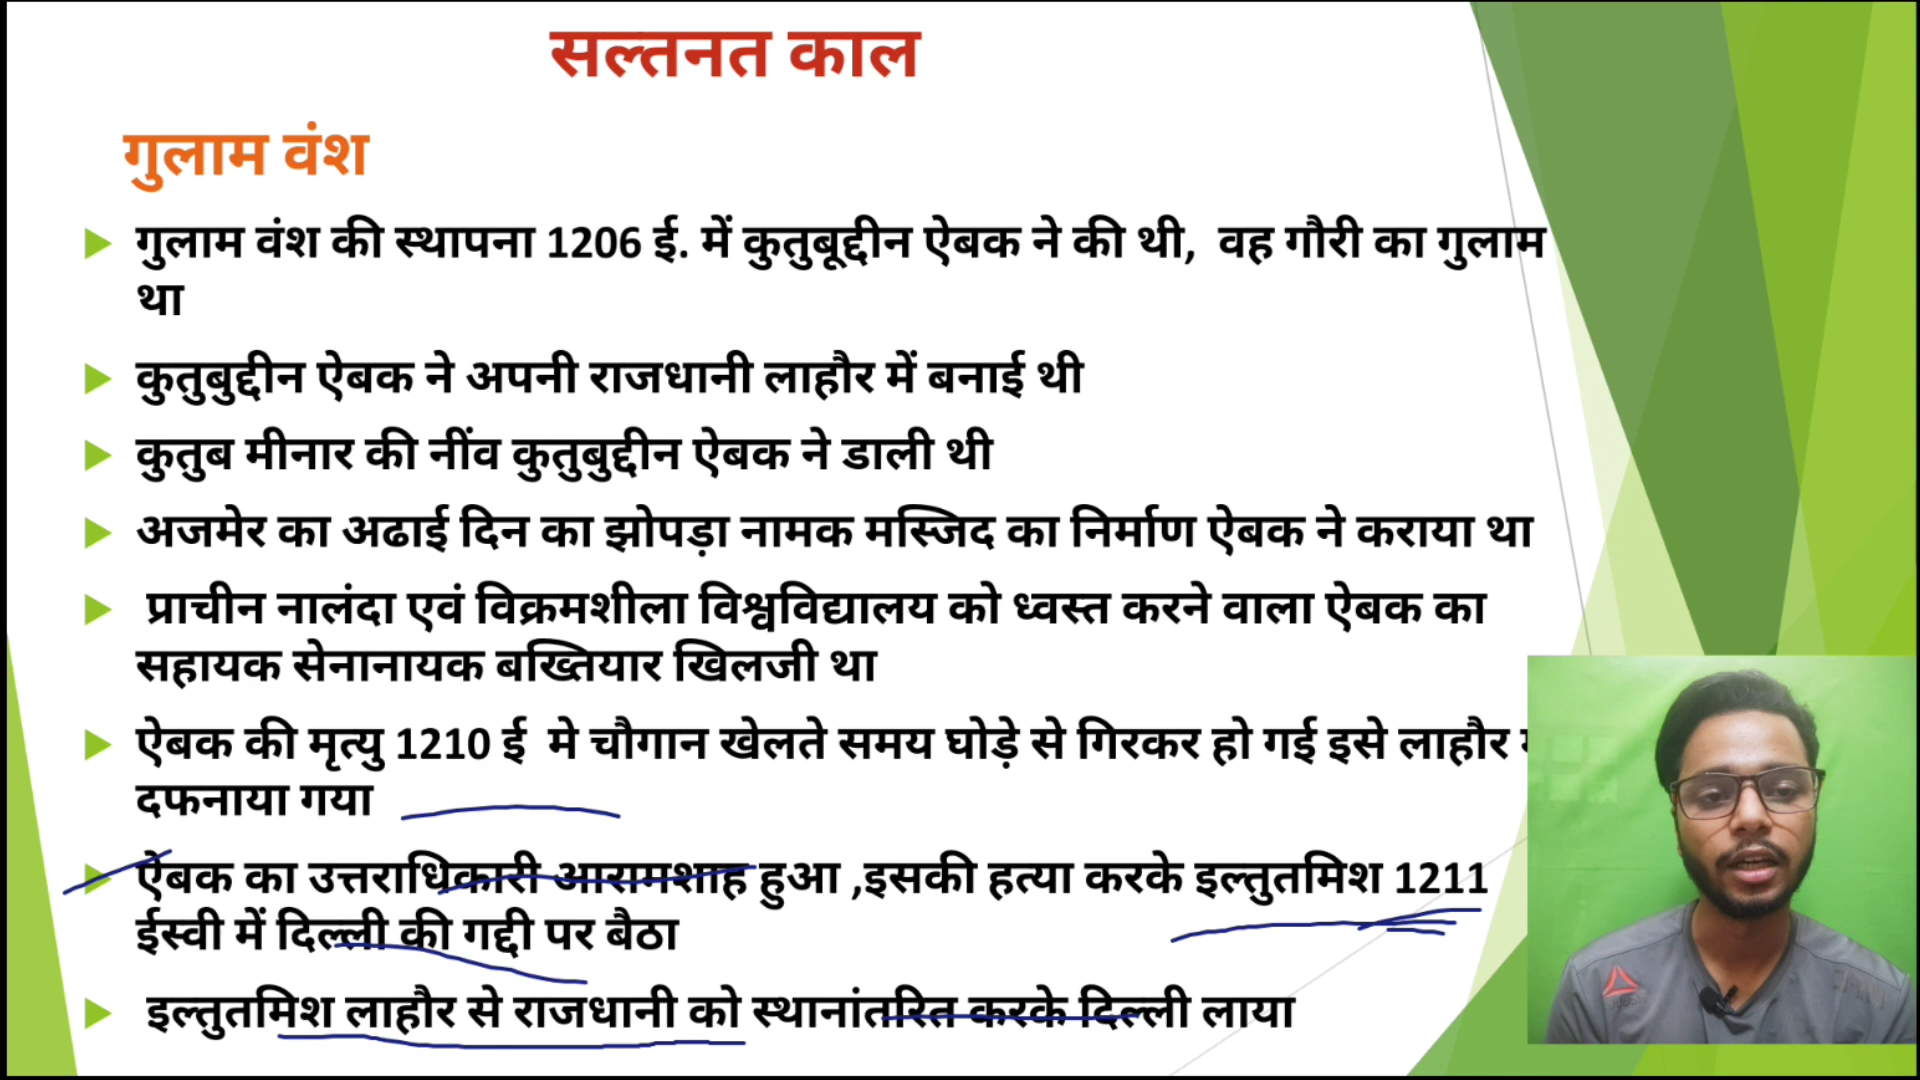 सल्तनत काल
गुलाम वंश
गुलाम वंश की स्थापना 1206 ई. में कुतुबूद्दीन ऐबक ने की थी, वह गौरी का गुलाम
था
कुतुबुद्दीन ऐबक ने अपनी राजधानी लाहौर में बनाई थी
कुतुब मीनार की नींव कुतुबुद्दीन ऐबक ने डाली थी
अजमेर का अढाई दिन का झोपड़ा नामक मस्जिद का निर्माण ऐबक ने कराया था
प्राचीन नालंदा एवं विक्रमशीला विश्वविद्यालय को ध्वस्त करने वाला ऐबक का
सहायक सेनानायक बख्तियार खिलजी था
ऐबक की मृत्यु 1210 ई मे चौगान खेलते समय घोड़े से गिरकर हो गई इसे लाहौर
दफनाया गया
ऐबक का उत्तराधिकारी आरामशाह हुआ ,इसकी हत्या करके इल्तुतमिश 1211
ईस्वी में दिल्ली की गद्दी पर बैठा
इल्तुतमिश लाहौर से राजधानी को स्थानांतरित करके दिल्ली लाया